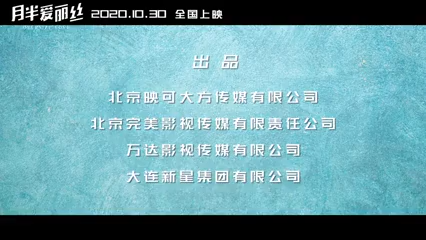 月半爱丽丝 2020.10.30 全国上映
出品
北京映可大方传媒有限公司
北京完美影视传媒有限责任公司
万达影视传媒有限公司
大连新星集团有限公司